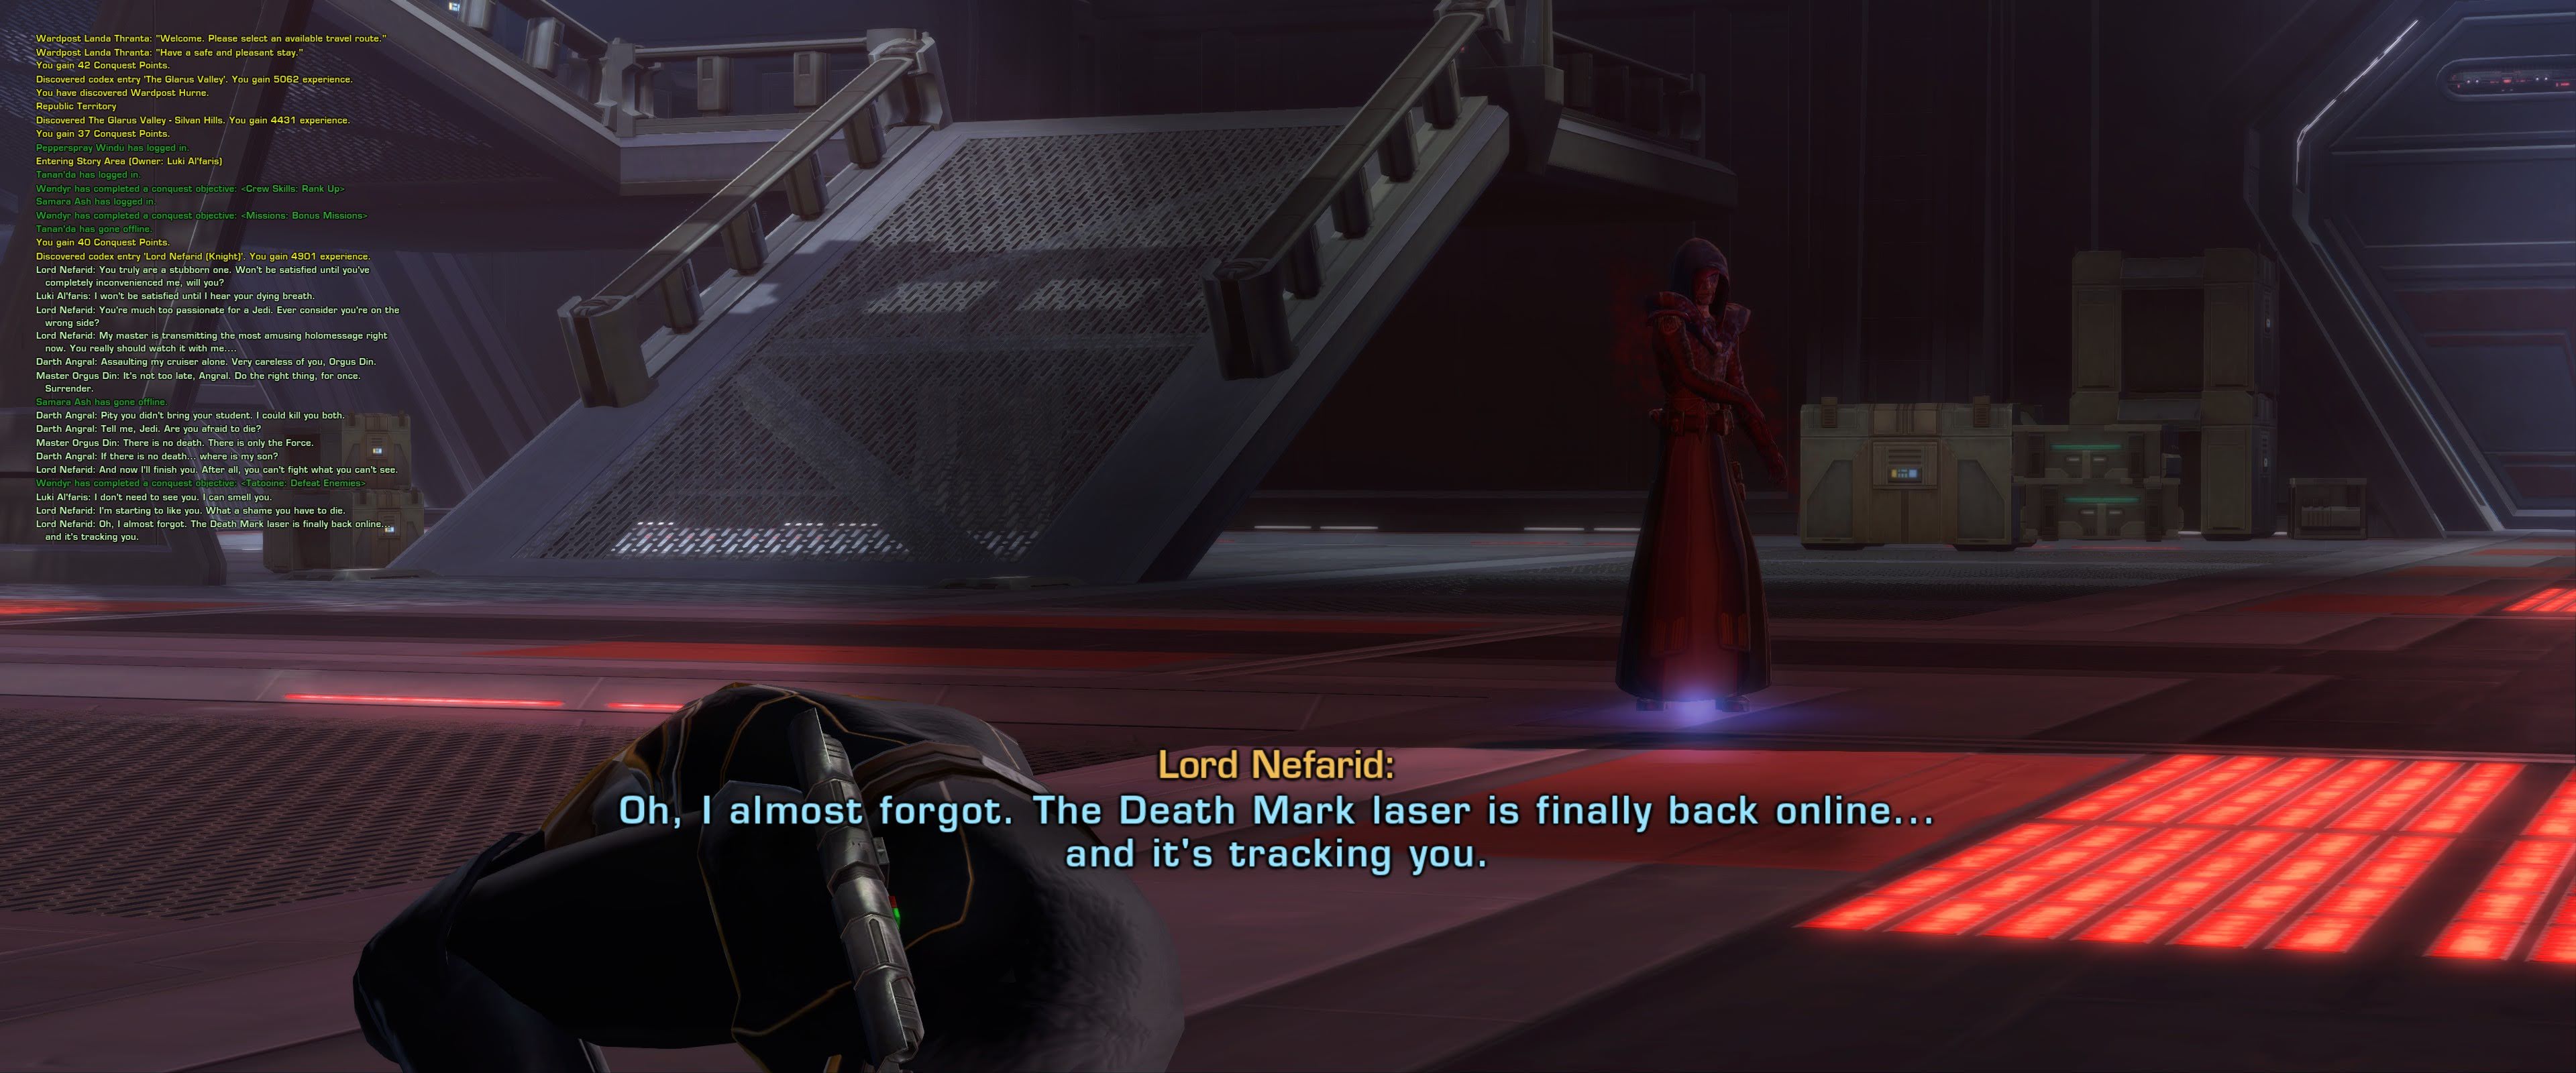 Wardpost Landa Thranta: "Welcome. Please select an available travel route."
Wardpost Landa Thranta: "Have a safe and pleasant stay."
You gain 42 Conquest Points.
Discovered codex entry 'The Glarus Valley'. You gain 5062 experience.
You have discovered Wardpost Hurne.
Republic Territory
Discovered The Glarus Valley - Silvan Hills. You gain 4431 experience.
You gain 37 Conquest Points.
Pepperspray Windu has logged in.
Entering Story Area (Owner: Luki Al'faris)
Tanan'da has logged in.
Wøndyr has completed a conquest objective: <Crew Skills: Rank Up>
Samara Ash has logged in.
Wøndyr has completed a conquest objective: <Missions: Bonus Missions>
Tanan'da has gone offline.
You gain 40 Conquest Points.
Discovered codex entry 'Lord Nefarid (Knight)'. You gain 4901 experience.
Lord Nefarid: You truly are a stubborn one. Won't be satisfied until you've
completely inconvenienced me, will you?
Luki Al'faris: I won't be satisfied until I hear your dying breath.
Lord Nefarid: You're much too passionate for a Jedi. Ever consider you're on the
wrong side?
Lord Nefarid: My master is transmitting the most amusing holomessage right
now. You really should watch it with me....
Darth Angral: Assaulting my cruiser alone. Very careless of you, Orgus Din.
Master Orgus Din: It's not too late, Angral. Do the right thing, for once.
Surrender.
Samara Ash has gone offline.
Darth Angral: Pity you didn't bring your student. I could kill you both.
Darth Angral: Tell me, Jedi. Are you afraid to die?
Master Orgus Din: There is no death. There is only the Force.
Darth Angral: If there is no death... where is my son?
Lord Nefarid: And now I'll finish you. After all, you can't fight what you can't see.
Wøndyr has completed a conquest objective: <Tatooine: Defeat Enemies>
Luki Al'faris: I don't need to see you. I can smell you.
Lord Nefarid: I'm starting to like you. What a shame you have to die.
Lord Nefarid: Oh, I almost forgot. The Death Mark laser is finally back online...
and it's tracking you.
Lord Nefarid:
Oh, I almost forgot. The Death Mark laser is finally back online...
and it's tracking you.